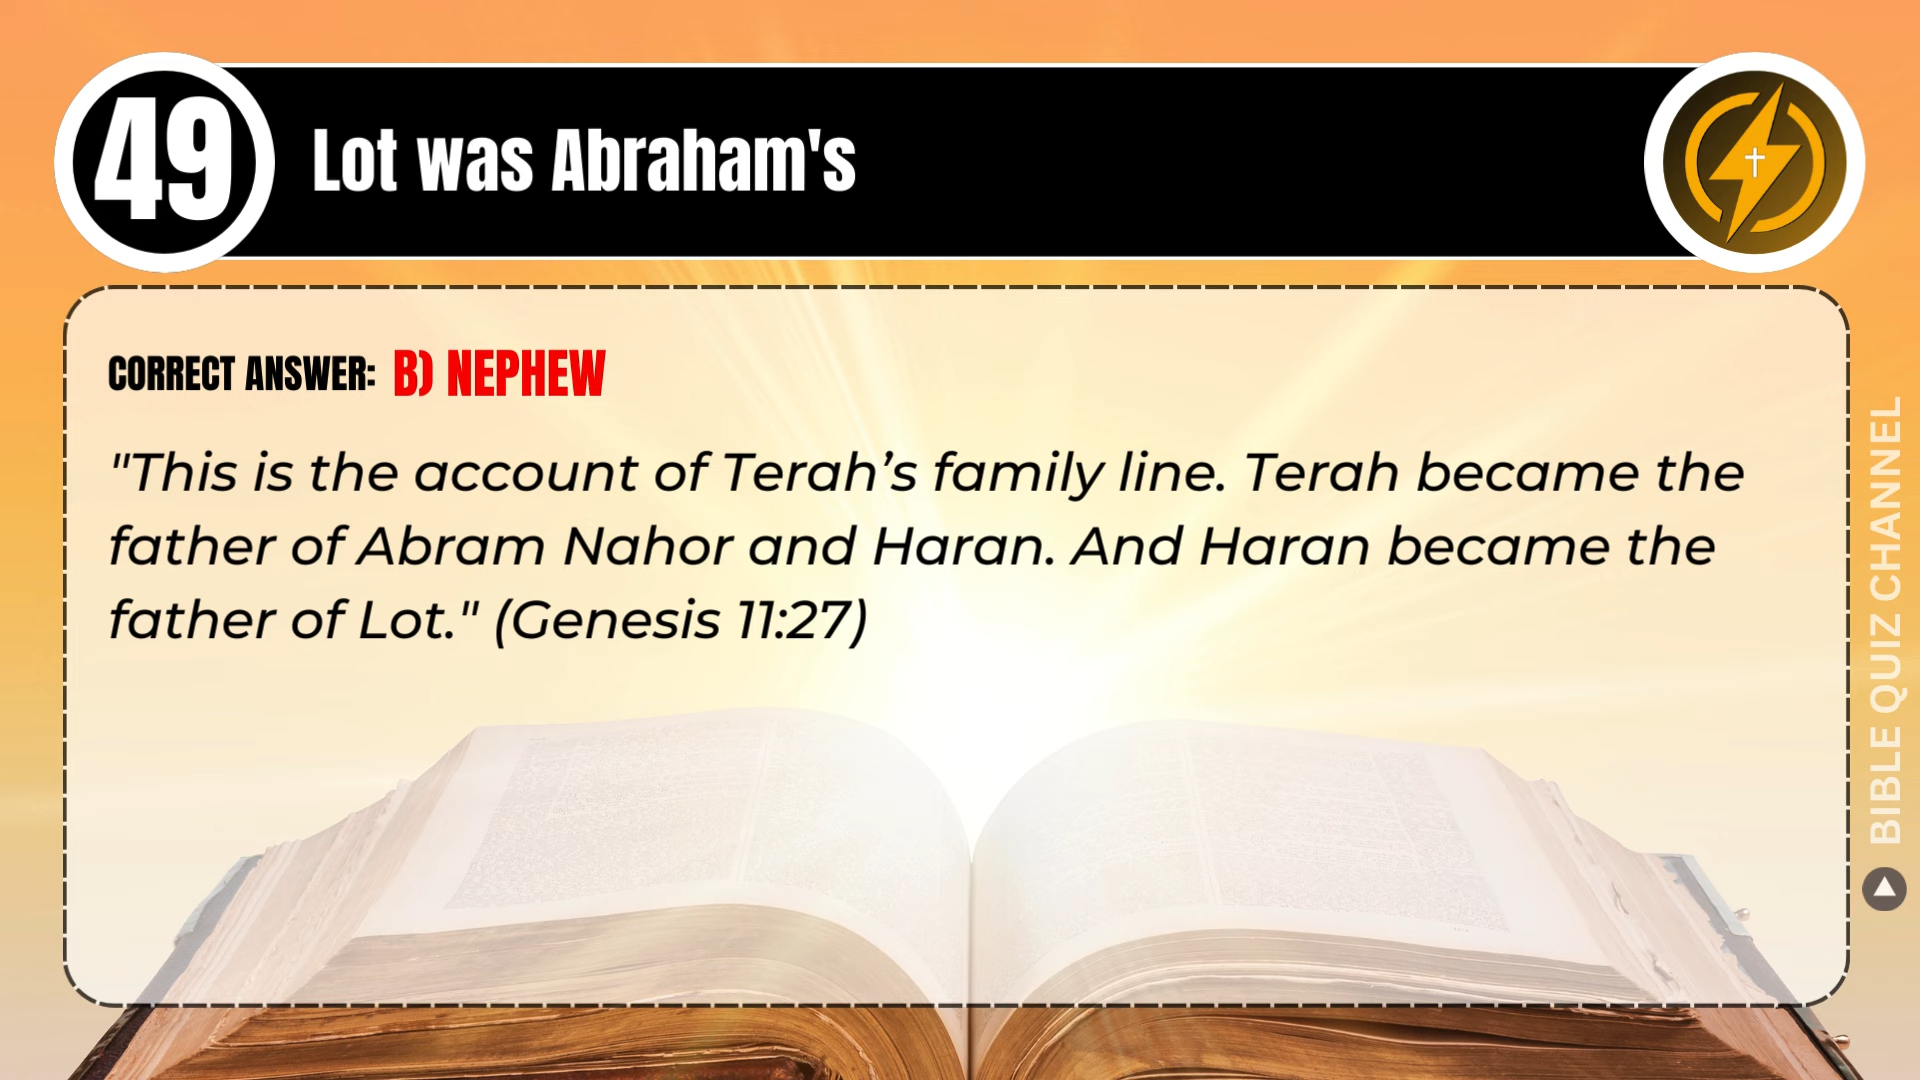 49
Lot was Abraham's
CORRECT ANSWER: B) NEPHEW
"This is the account of Terah’s family line. Terah became the
father of Abram Nahor and Haran. And Haran became the
father of Lot." (Genesis 11:27)
BIBLE QUIZ CHANNEL